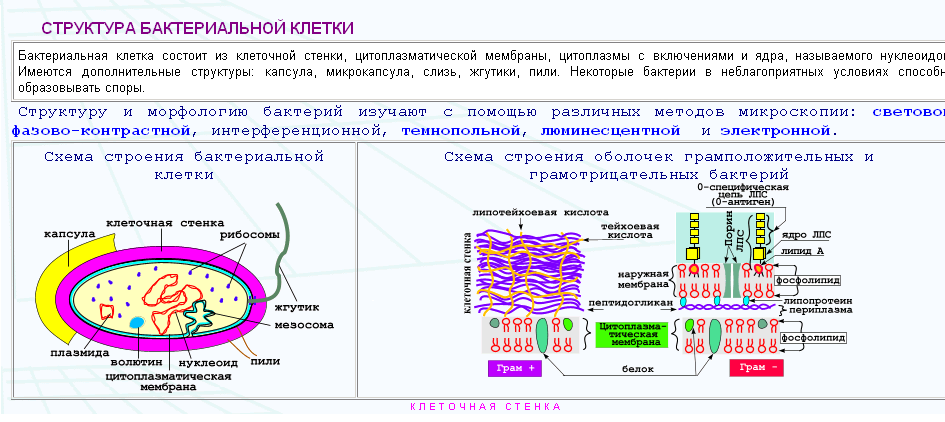 СТРУКТУРА БАКТЕРИАЛЬНОЙ КЛЕТКИ
Бактериальная клетка состоит из клеточной стенки, цитоплазматической мембраны, цитоплазмы с включениями и ядра, называемого нуклеоидо
Имеются дополнительные структуры: капсула, микрокапсула, слизь, жгутики, пили. Некоторые бактерии в неблагоприятных условиях способн
образовывать споры.
Структуру и морфологию бактерий изучают с помощью различных методов микроскопии: светово
фазово-контрастной, интерференционной, темнопольной, люминесцентной и электронной.
Схема строения бактериальной
клетки
капсула
клеточная стенка
рибосомы
жгутик
мезосома
плазмида
волютин
нуклеоид
пили
цитоплазматическая
мембрана
Схема строения оболочек грамположительных и
грамотрицательных бактерий
O-специфическая
цепь ЛПС
(O-антиген)
липотейхоевая кислота
тейхоевая
кислота
клеточная стенка
Порин
ЛПС
ядро ЛПС
липид А
наружная
мембрана
фосфолипид
пептидогликан
липопротеин
периплазма
Цитоплазма-
тическая
мембрана
фосфолипид
Грам +
белок
Грам -
КЛЕТОЧНАЯ СТЕНКА